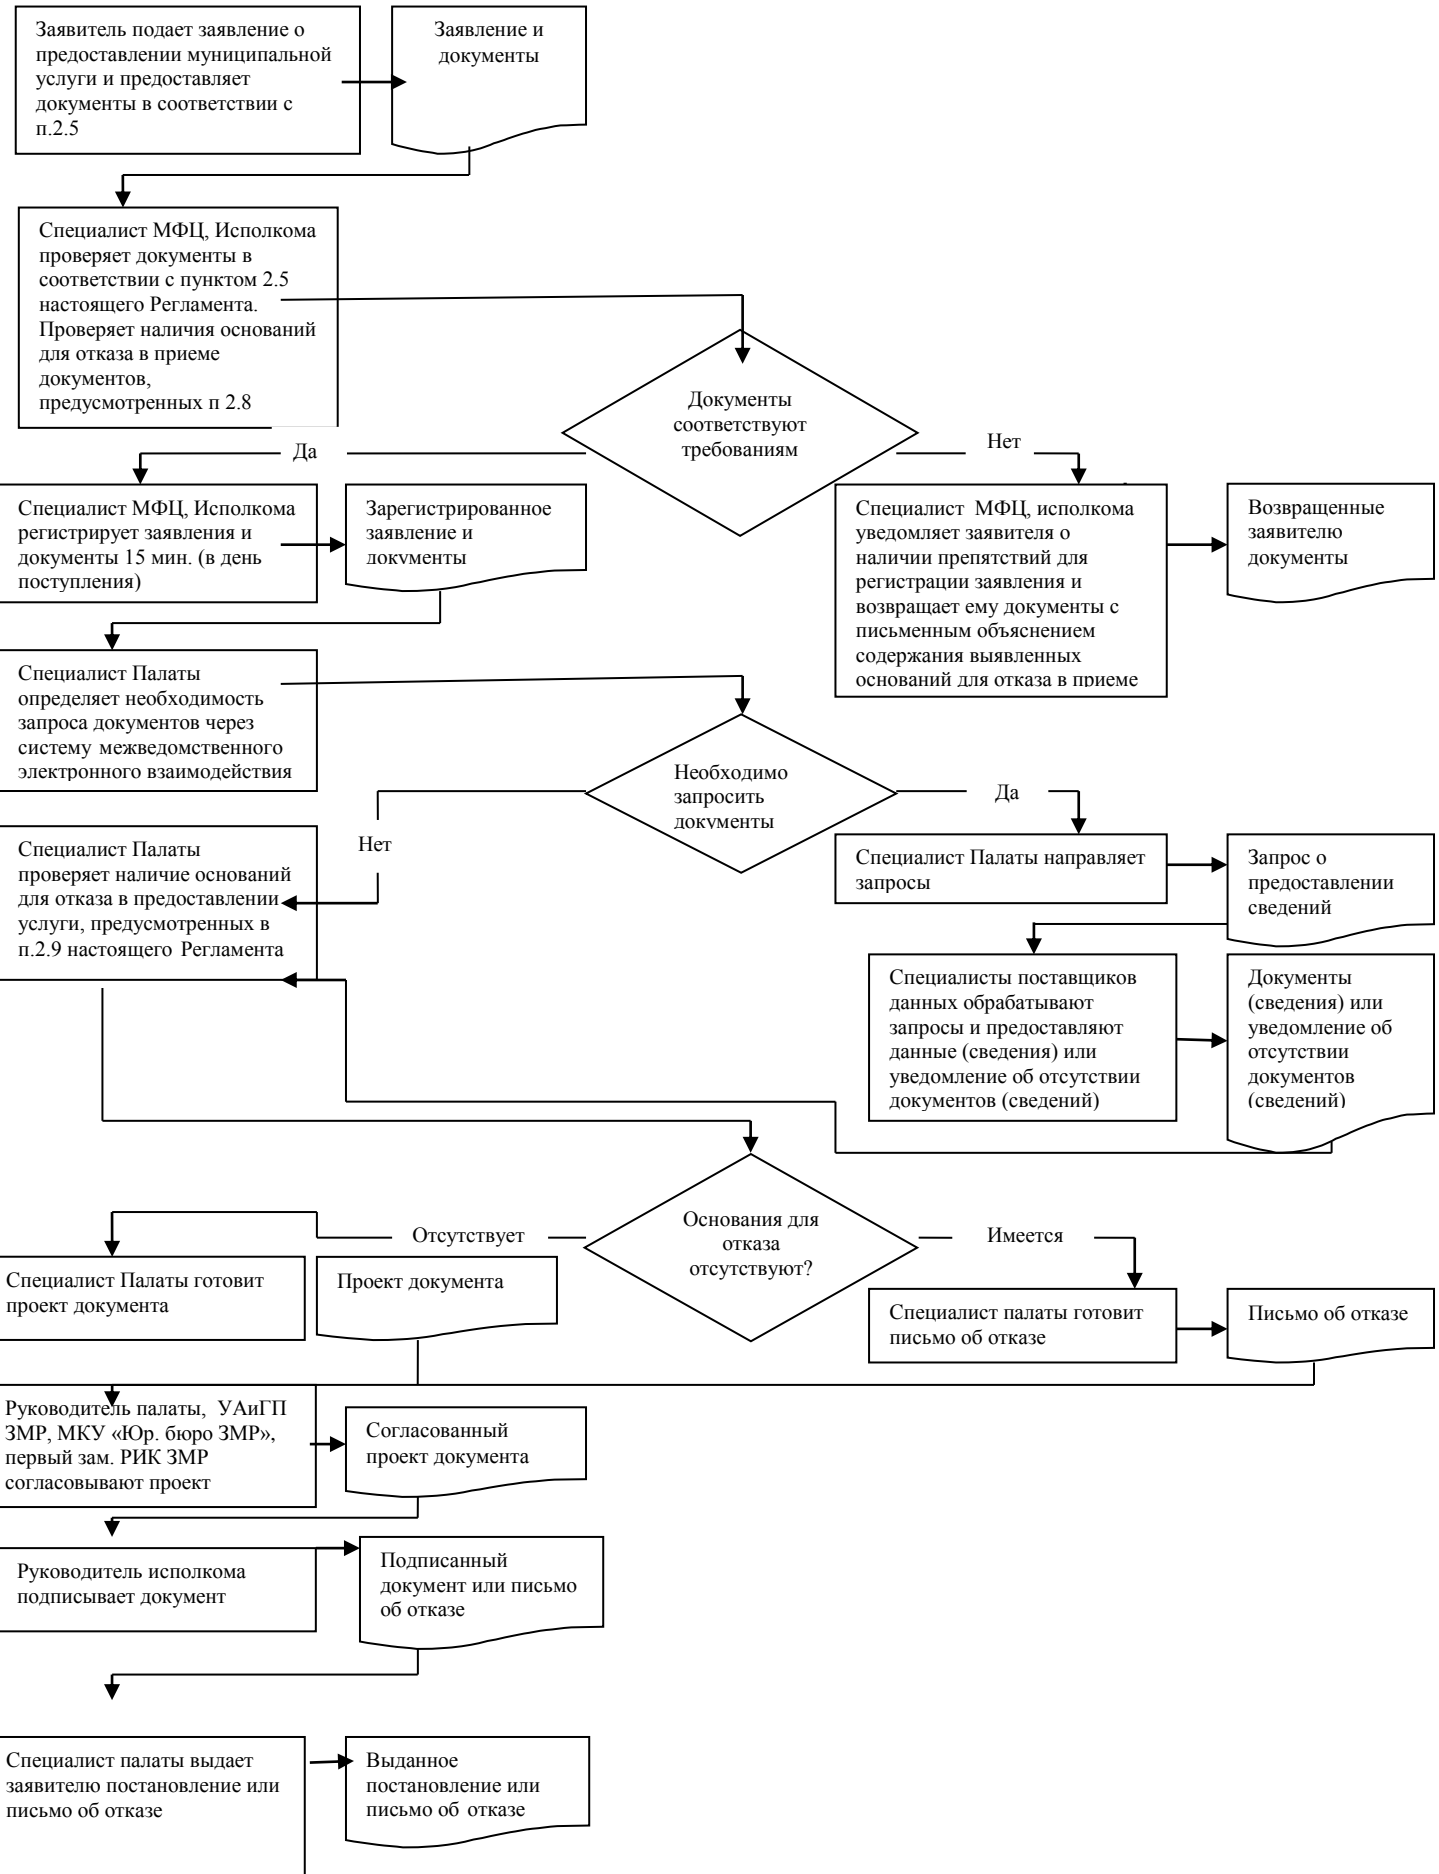 Заявитель подает заявление о
предоставлении муниципальной
услуги и предоставляет
документы в соответствии с
п.2.5
Заявление и
документы
Специалист МФЦ, Исполкома
проверяет документы в
соответствии с пунктом 2.5
настоящего Регламента.
Проверяет наличия оснований
для отказа в приеме
документов,
предусмотренных п 2.8
Документы
соответствуют
требованиям
Да
Нет
Специалист МФЦ, Исполкома
регистрирует заявления и
документы 15 мин. (в день
поступления)
Зарегистрированное
заявление и
документы
Специалист МФЦ, исполкома
уведомляет заявителя о
наличии препятствий для
регистрации заявления и
возвращает ему документы с
письменным объяснением
содержания выявленных
оснований для отказа в приеме
Возвращенные
заявителю
документы
Специалист Палаты
определяет необходимость
запроса документов через
систему межведомственного
электронного взаимодействия
Необходимо
запросить
документы
Да
Нет
Специалист Палаты
проверяет наличие оснований
для отказа в предоставлении
услуги, предусмотренных в
п.2.9 настоящего Регламента
Специалист Палаты направляет
запросы
Запрос о
предоставлении
сведений
Специалисты поставщиков
данных обрабатывают
запросы и предоставляют
данные (сведения) или
уведомление об отсутствии
документов (сведений)
Документы
(сведения) или
уведомление об
отсутствии
документов
(сведений)
Основания для
отказа
отсутствуют?
Отсутствует
Имеется
Специалист Палаты готовит
проект документа
Проект документа
Специалист палаты готовит
письмо об отказе
Письмо об отказе
Руководитель палаты, УАиГП
ЗМР, МКУ «Юр. бюро ЗМР»,
первый зам. РИК ЗМР
согласовывают проект
Согласованный
проект документа
Руководитель исполкома
подписывает документ
Подписанный
документ или письмо
об отказе
Специалист палаты выдает
заявителю постановление или
письмо об отказе
Выданное
постановление или
письмо об отказе